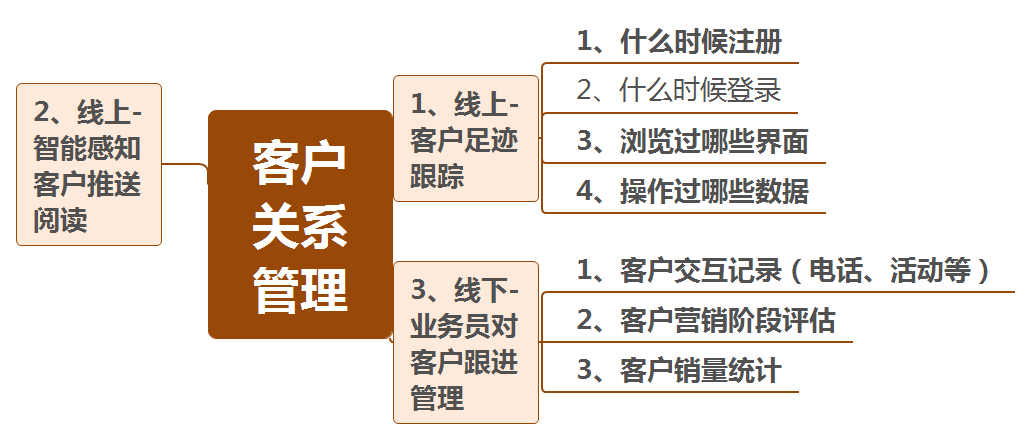 2、线上-
智能感知
客户推送
阅读
客户
关系
管理
1、线上-
客户足迹
跟踪
1、什么时候注册
2、什么时候登录
3、浏览过哪些界面
4、操作过哪些数据
3、线下-
业务员对
客户跟进
管理
1、客户交互记录（电话、活动等）
2、客户营销阶段评估
3、客户销量统计